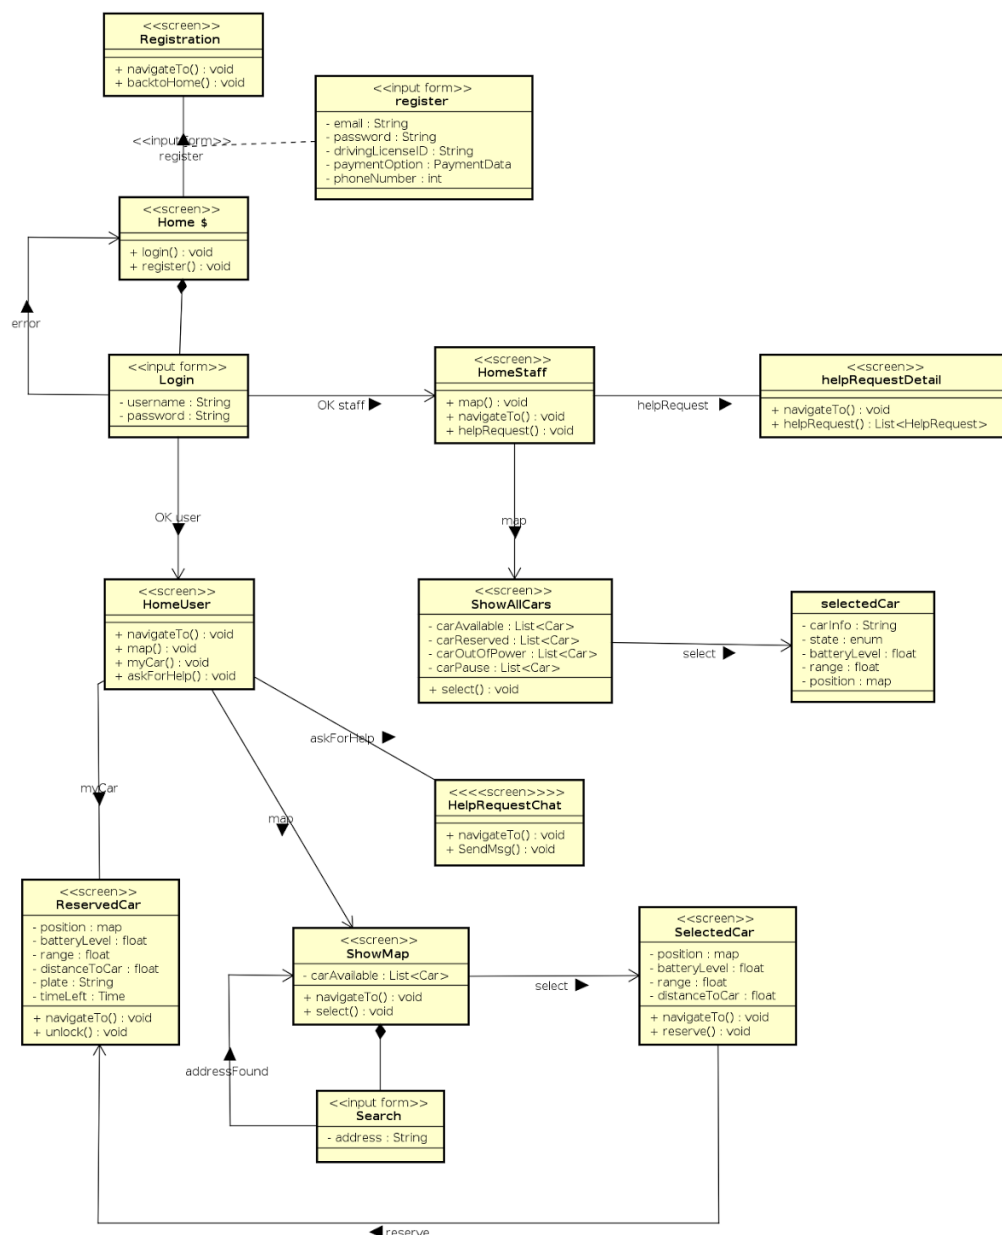 <<screen>>
Registration
+ navigateTo() : void
+ backtoHome() : void
<<input form>>
register
- email : String
- password : String
- drivingLicenseID : String
- paymentOption : PaymentData
- phoneNumber : int
<<input form>>
register
<<screen>>
Home $
+ login() : void
+ register() : void
error
<<input form>>
Login
- username : String
- password : String
OK staff
<<screen>>
HomeStaff
+ map() : void
+ navigateTo() : void
+ helpRequest() : void
helpRequest
<<screen>>
helpRequestDetail
+ navigateTo() : void
+ helpRequest() : List<HelpRequest>
OK user
map
<<screen>>
HomeUser
+ navigateTo() : void
+ map() : void
+ myCar() : void
+ askForHelp() : void
<<screen>>
ShowAllCars
- carAvailable : List<Car>
- carReserved : List<Car>
- carOutOfPower : List<Car>
- carPause : List<Car>
+ select() : void
select
selectedCar
- carInfo : String
- state : enum
- batteryLevel : float
- range : float
- position : map
askForHelp
myCar
map
<<<<screen>>>>
HelpRequestChat
+ navigateTo() : void
+ SendMsg() : void
<<screen>>
ReservedCar
- position : map
- batteryLevel : float
- range : float
- distanceToCar : float
- plate : String
- timeLeft : Time
+ navigateTo() : void
+ unlock() : void
<<screen>>
ShowMap
- carAvailable : List<Car>
+ navigateTo() : void
+ select() : void
select
<<screen>>
SelectedCar
- position : map
- batteryLevel : float
- range : float
- distanceToCar : float
+ navigateTo() : void
+ reserve() : void
addressFound
<<input form>>
Search
- address : String
reserve